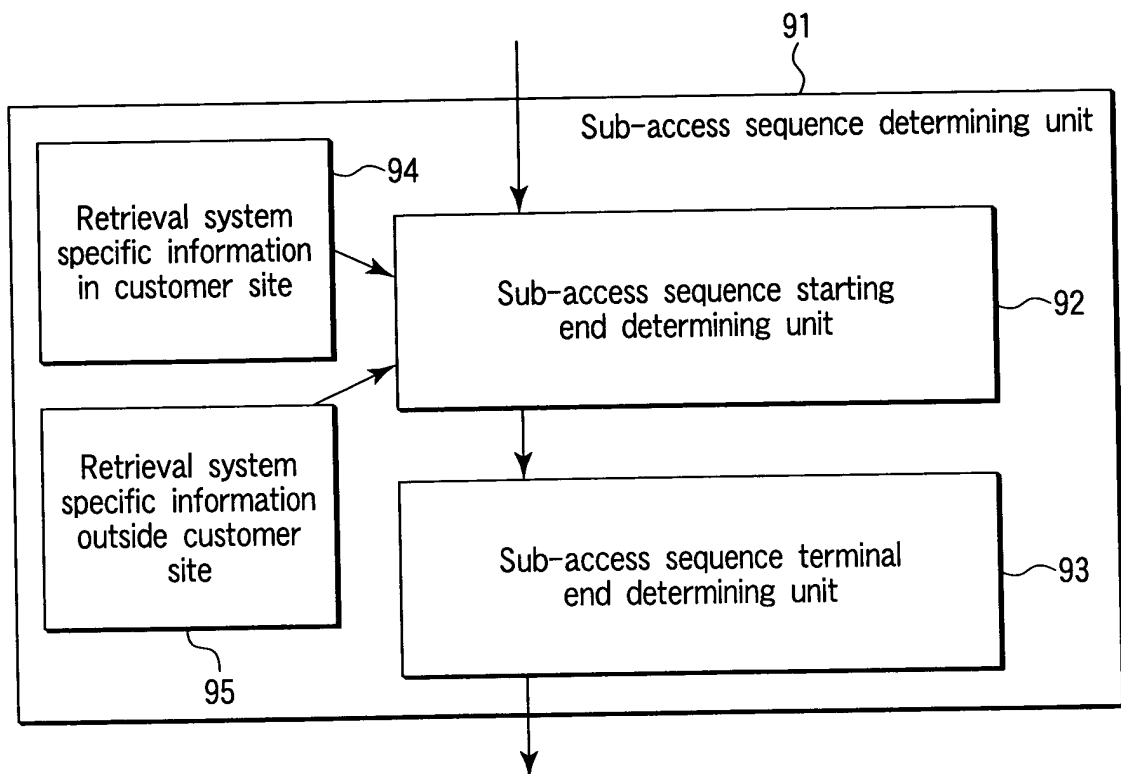 91
Sub-access sequence determining unit
94
Retrieval system
specific information
in customer site
Sub-access sequence starting
end determining unit
92
Retrieval system
specific information
outside customer
site
95
Sub-access sequence terminal
end determining unit
93